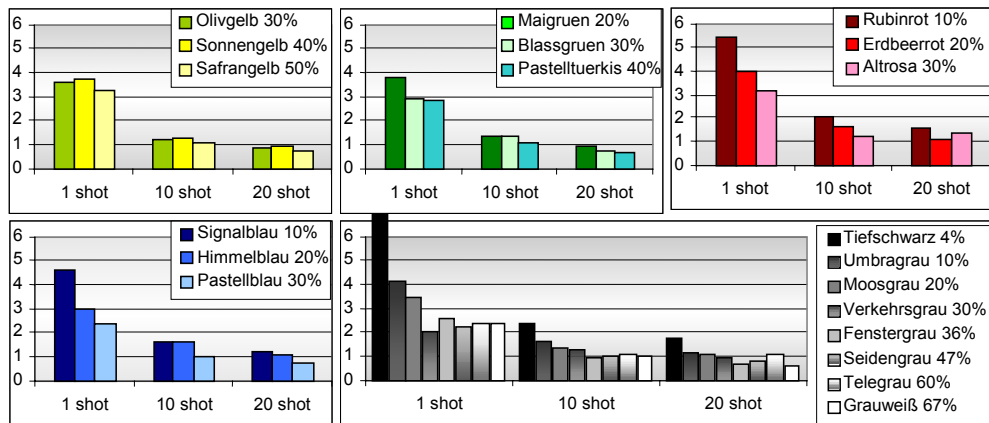 6
5
4
3
2
1
0
1 shot 10 shot 20 shot
Olivgelb 30%
Sonnengelb 40%
Safrangelb 50%
6
5
4
3
2
1
0
1 shot 10 shot 20 shot
Maigruen 20%
Blassgruen 30%
Pastelltuerkis 40%
6
5
4
3
2
1
0
1 shot 10 shot 20 shot
Rubinrot 10%
Erdbeerrot 20%
Altrosa 30%
6
5
4
3
2
1
0
1 shot 10 shot 20 shot
Signalblau 10%
Himmelblau 20%
Pastellblau 30%
6
5
4
3
2
1
0
1 shot 10 shot 20 shot
Tiefschwarz 4%
Umbragrau 10%
Moosgrau 20%
Verkehrsgrau 30%
Fenstergrau 36%
Seidengrau 47%
Telegrau 60%
Grauweiß 67%